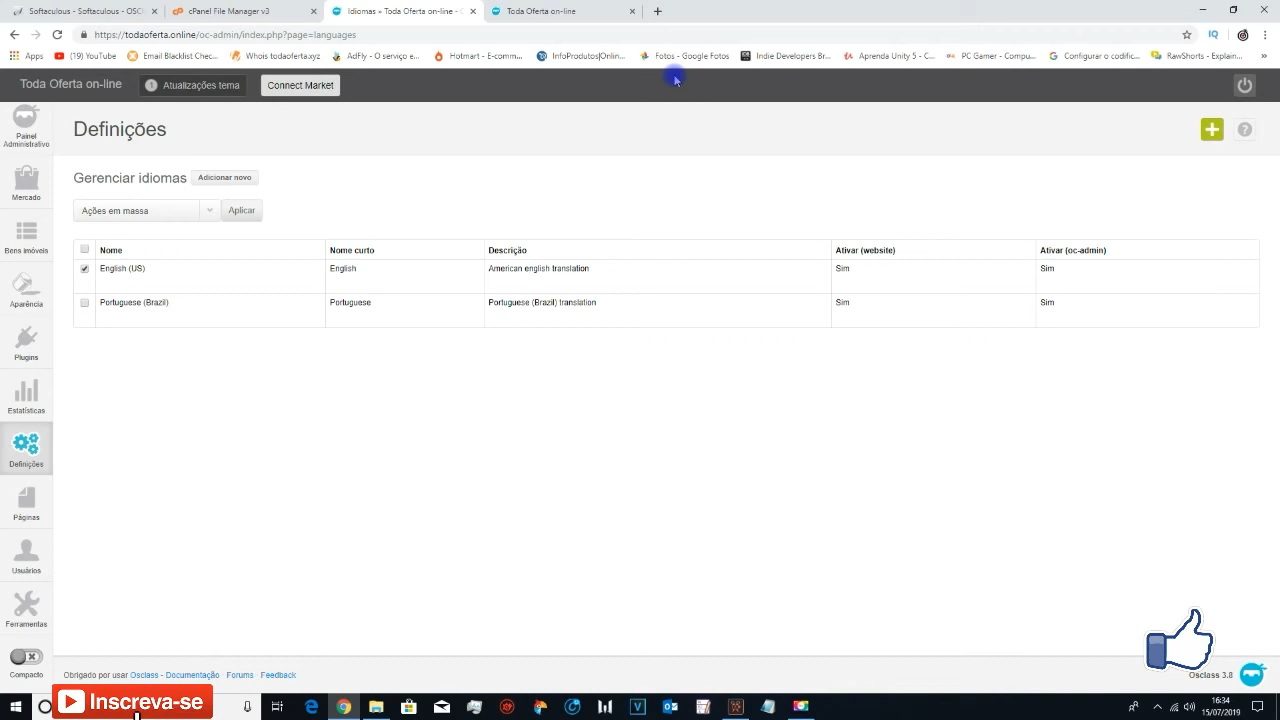 Softaculous - Softaculous - OSCl
cPanel File Manager v3
Idiomas » Toda Oferta on-line - O
Toda Oferta on-line
https://todaoferta.online/oc-admin/index.php?page=languages
IQ
Apps
(19) YouTube
Email Blacklist Chec...
Whois todaoferta.xyz
AdFly - O serviço e...
Hotmart - E-comm...
InfoProdutos|Onlin...
Fotos - Google Fotos
Indie Developers Br...
Aprenda Unity 5 - C...
PC Gamer - Compu...
Configurar o codific...
RawShorts - Explain...
Toda Oferta on-line
1 Atualizações tema
Connect Market
Painel
Administrativo
Mercado
Bens imóveis
Aparência
Plugins
Estatísticas
Definições
Páginas
Usuários
Ferramentas
Compacto
Definições
Gerenciar idiomas
Adicionar novo
Ações em massa
Aplicar
Nome
Nome curto
Descrição
Ativar (website)
Ativar (oc-admin)
English (US)
English
American english translation
Sim
Sim
Portuguese (Brazil)
Portuguese
Portuguese (Brazil) translation
Sim
Sim
Obrigado por usar Osclass - Documentação · Forums · Feedback
Osclass 3.8
Inscreva-se
16:34
15/07/2019